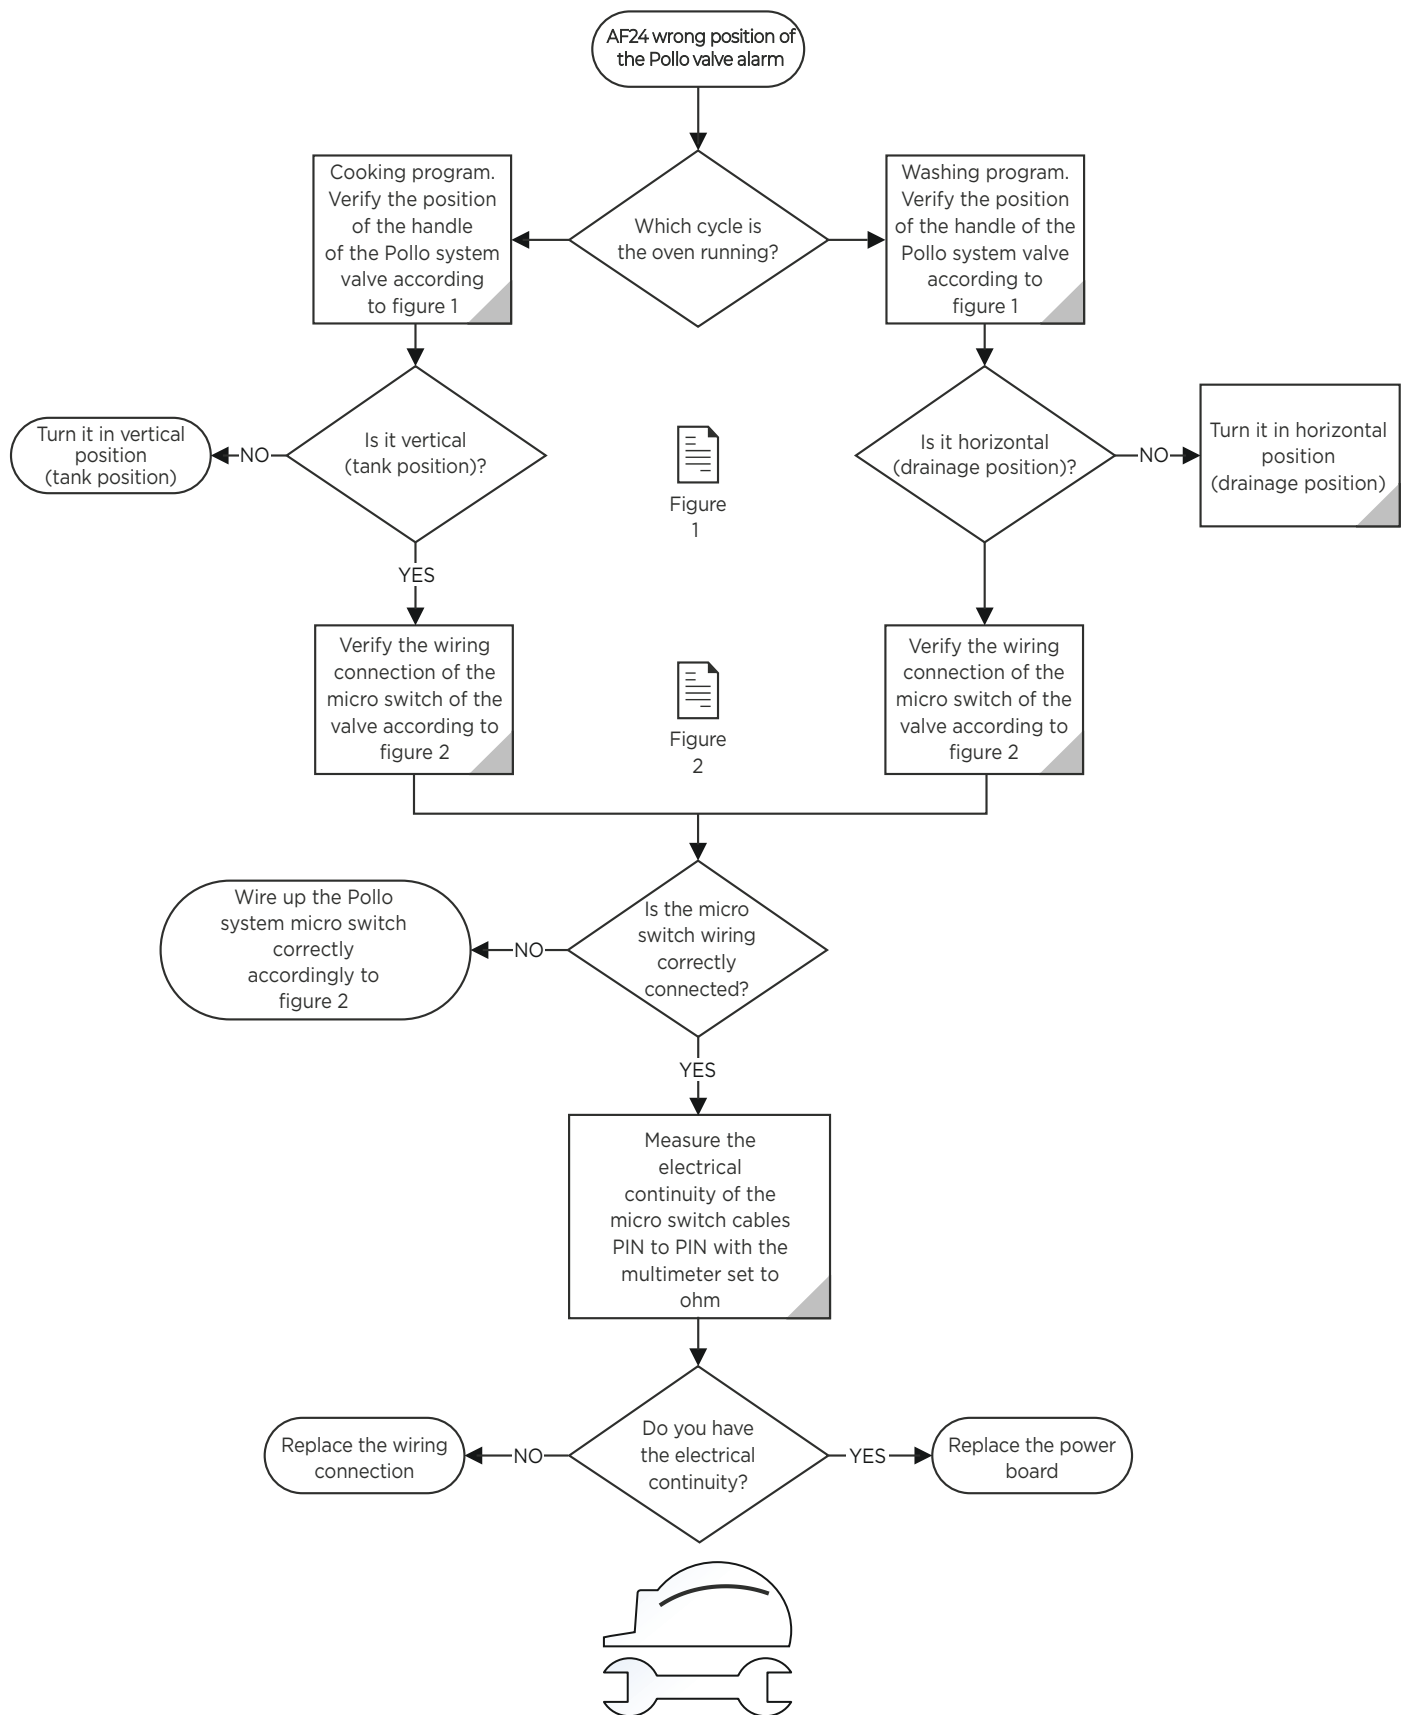 AF24 wrong position of
the Pollo valve alarm
Cooking program.
Verify the position
of the handle
of the Pollo system
valve according
to figure 1
Which cycle is
the oven running?
Washing program.
Verify the position
of the handle of the
Pollo system valve
according to
figure 1
Turn it in vertical
position
(tank position)
NO
Is it vertical
(tank position)?
Figure
1
Is it horizontal
(drainage position)?
NO
Turn it in horizontal
position
(drainage position)
YES
Verify the wiring
connection of the
micro switch of the
valve according to
figure 2
Figure
2
Verify the wiring
connection of the
micro switch of the
valve according to
figure 2
Wire up the Pollo
system micro switch
correctly
accordingly to
figure 2
NO
Is the micro
switch wiring
correctly
connected?
YES
Measure the
electrical
continuity of the
micro switch cables
PIN to PIN with the
multimeter set to
ohm
Replace the wiring
connection
NO
Do you have
the electrical
continuity?
YES
Replace the power
board